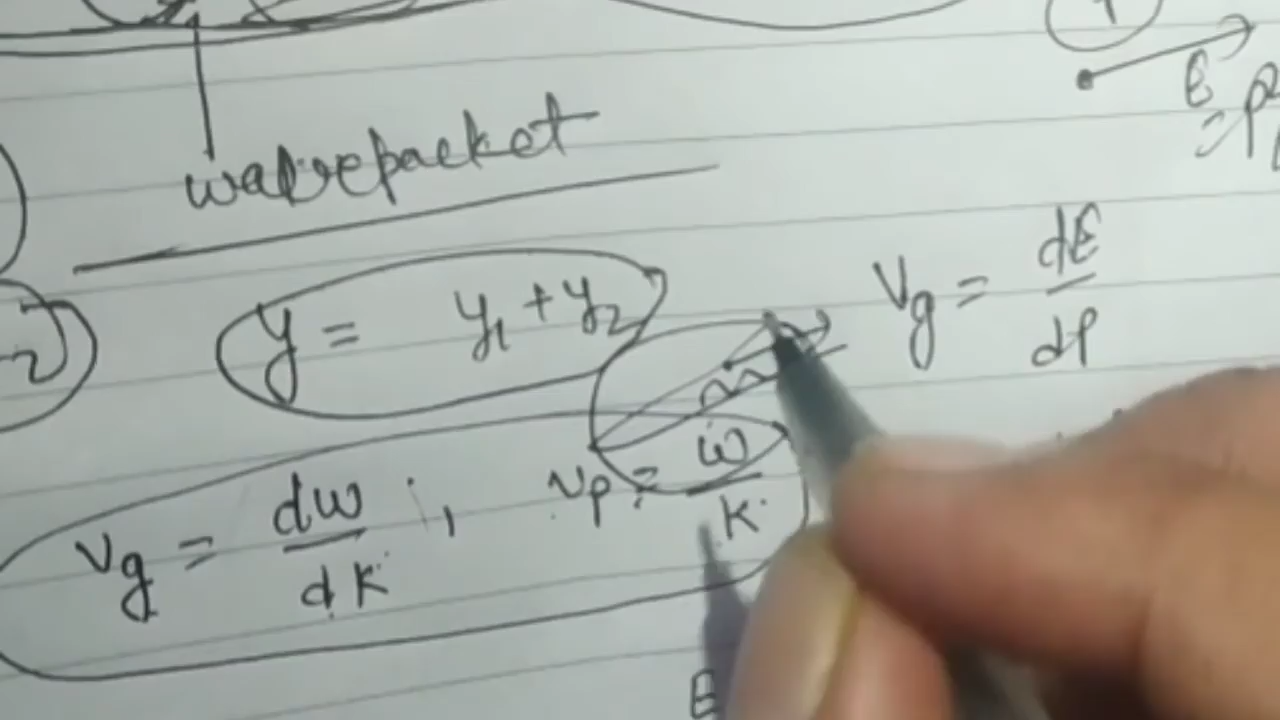 wavepacket
E
= p
y = y₁ + y₂
Vg = dE/dp
vg = dω/dk , vp = ω/k
E